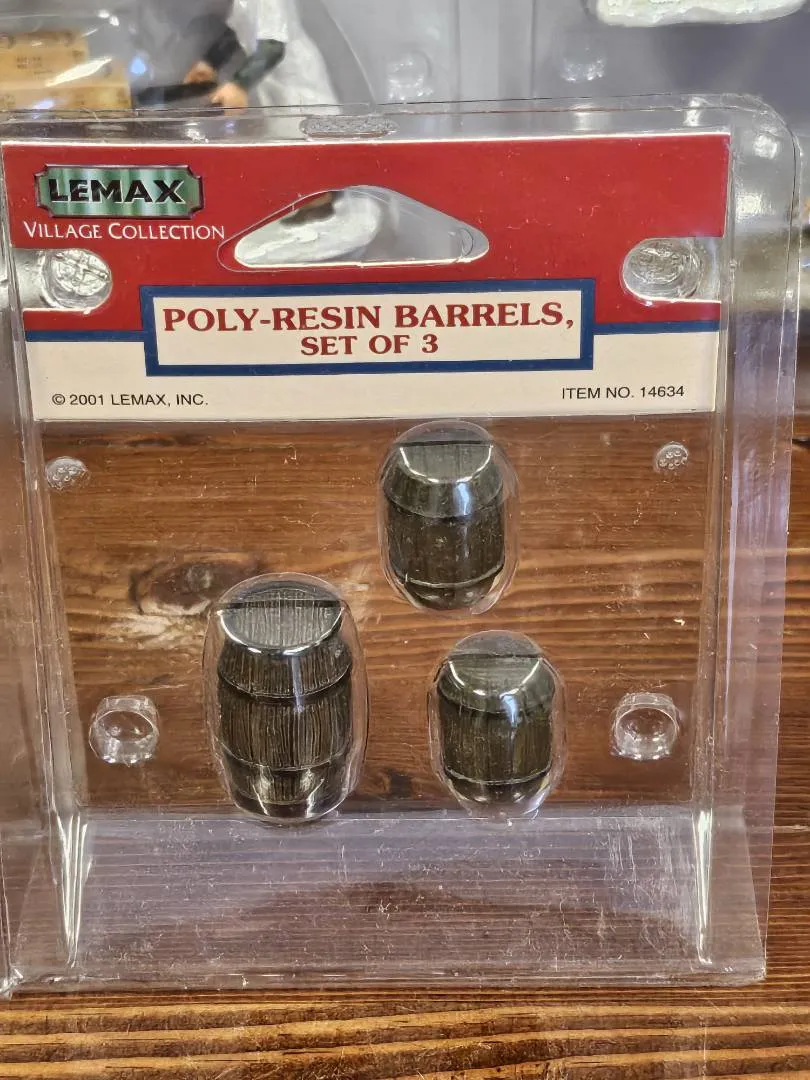 LEMAX
VILLAGE COLLECTION
POLY-RESIN BARRELS,
SET OF 3
© 2001 LEMAX, INC.
ITEM NO. 14634